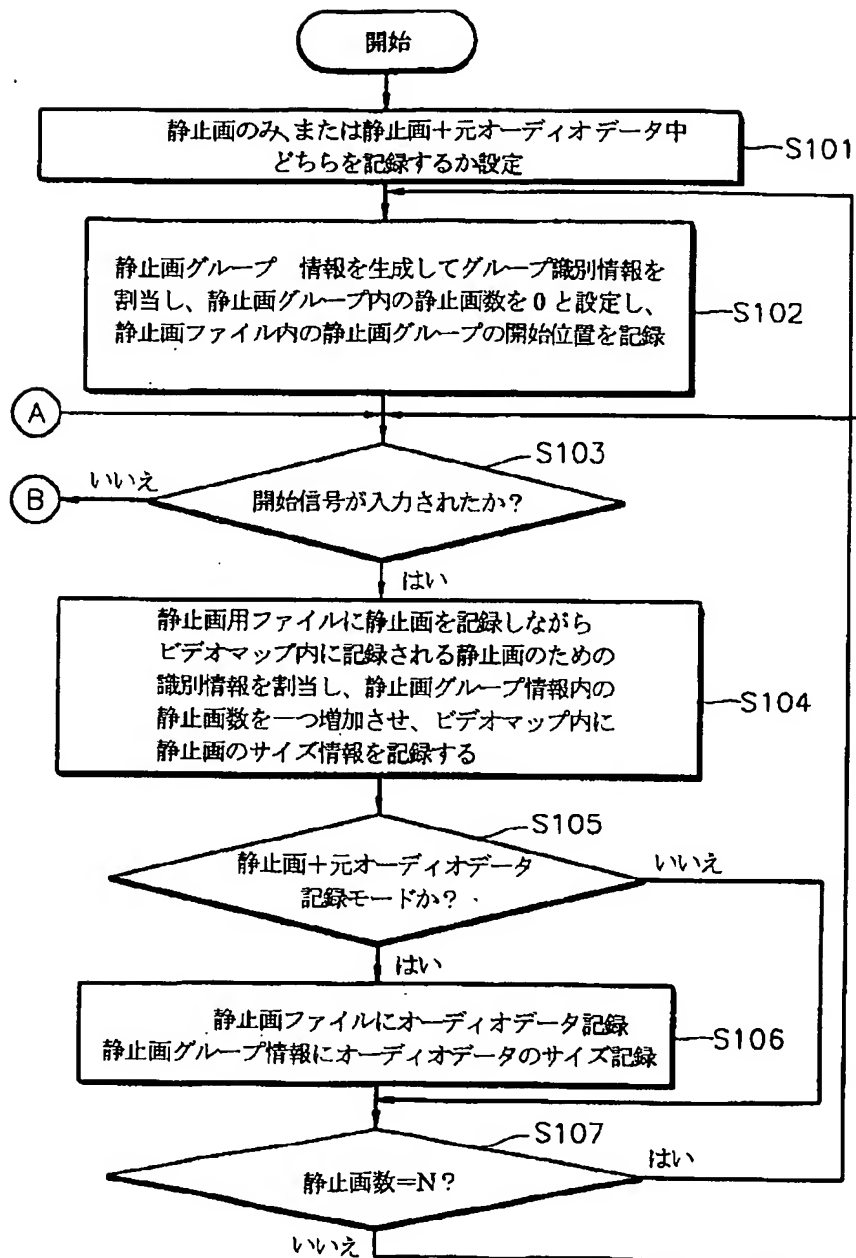 開始
静止画のみ、または静止画+元オーディオデータ中
どちらを記録するか設定
S101
静止画グループ 情報を生成してグループ識別情報を
割当し、静止画グループ内の静止画数を0と設定し、
静止画ファイル内の静止画グループの開始位置を記録
S102
A
S103
いいえ
B
開始信号が入力されたか?
はい
静止画用ファイルに静止画を記録しながら
ビデオマップ内に記録される静止画のための
識別情報を割当し、静止画グループ情報内の
静止画数を一つ増加させ、ビデオマップ内に
静止画のサイズ情報を記録する
S104
S105
静止画+元オーディオデータ
記録モードか?
いいえ
はい
静止画ファイルにオーディオデータ記録
静止画グループ情報にオーディオデータのサイズ記録
S106
S107
はい
静止画数=N?
いいえ